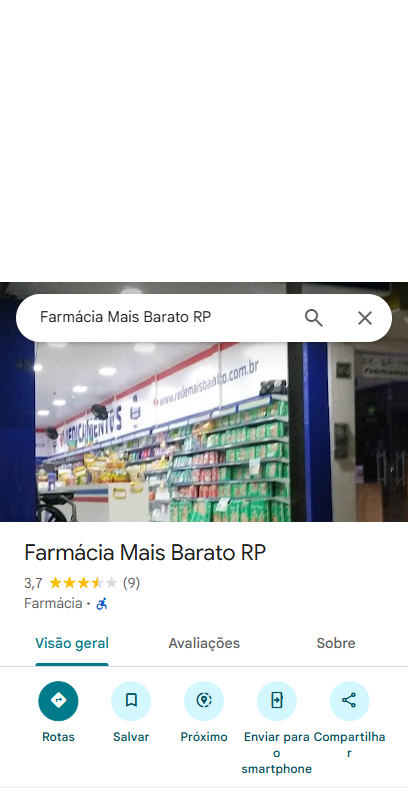 Farmácia Mais Barato RP
www.redemaisbarato.com.br
MEDICAMENTOS
Farmácia Mais Barato RP
3,7 (9)
Farmácia ·
Visão geral Avaliações Sobre
Rotas Salvar Próximo Enviar para Compartilha
o r
smartphone